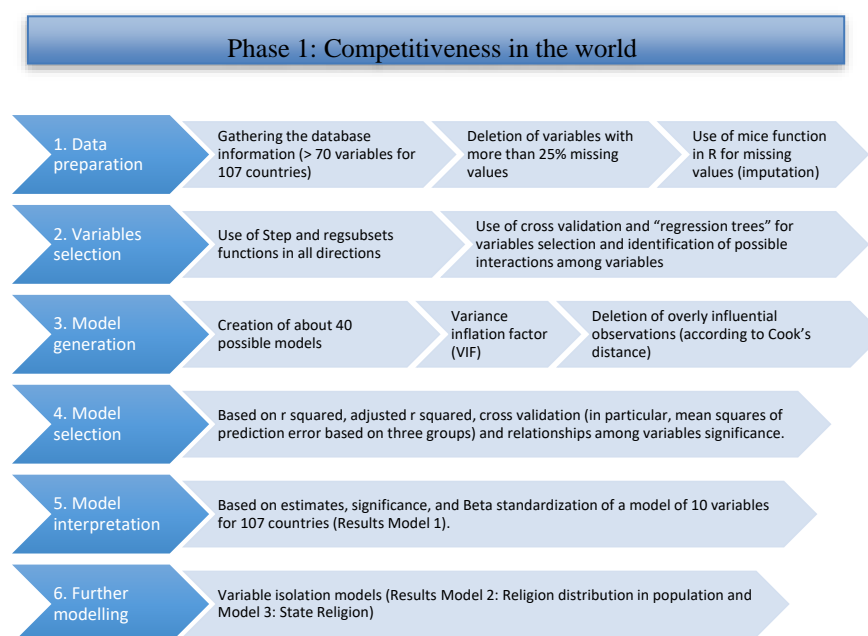 Phase 1: Competitiveness in the world
1. Data
preparation
Gathering the database
information (> 70 variables for
107 countries)
Deletion of variables with
more than 25% missing
values
Use of mice function
in R for missing
values (imputation)
2. Variables
selection
Use of Step and regsubsets
functions in all directions
Use of cross validation and “regression trees” for
variables selection and identification of possible
interactions among variables
3. Model
generation
Creation of about 40
possible models
Variance
inflation factor
(VIF)
Deletion of overly influential
observations (according to Cook’s
distance)
4. Model
selection
Based on r squared, adjusted r squared, cross validation (in particular, mean squares of
prediction error based on three groups) and relationships among variables significance.
5. Model
interpretation
Based on estimates, significance, and Beta standardization of a model of 10 variables
for 107 countries (Results Model 1).
6. Further
modelling
Variable isolation models (Results Model 2: Religion distribution in population and
Model 3: State Religion)